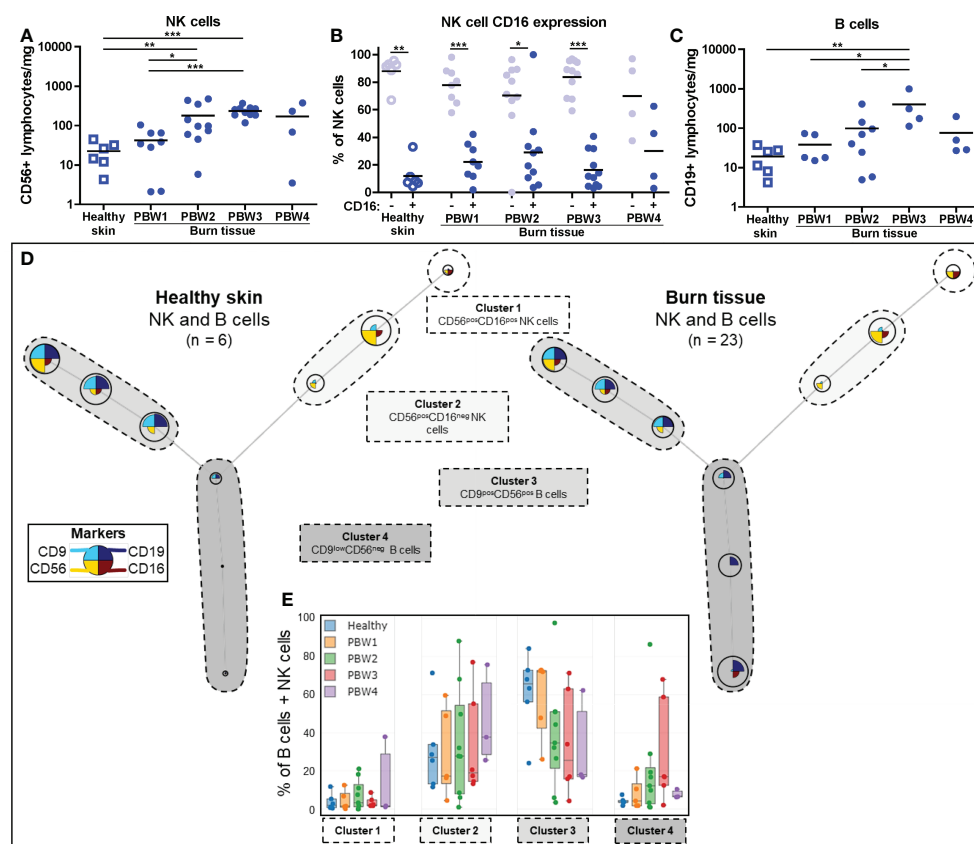 A
NK cells
CD56+ lymphocytes/mg
10000
1000
100
10
1
***
**
*
***
Healthy skin
PBW1 PBW2 PBW3 PBW4
Burn tissue
B
NK cell CD16 expression
% of NK cells
100
80
60
40
20
0
** *** * ***
CD16: - + - + - + - + - +
Healthy skin
PBW1 PBW2 PBW3 PBW4
Burn tissue
C
B cells
CD19+ lymphocytes/mg
10000
1000
100
10
1
**
*
*
Healthy skin
PBW1 PBW2 PBW3 PBW4
Burn tissue
D
Healthy skin
NK and B cells
(n = 6)
Burn tissue
NK and B cells
(n = 23)
Cluster 1
CD56posCD16pos NK cells
Cluster 2
CD56posCD16neg NK
cells
Cluster 3
CD9posCD56pos B cells
Cluster 4
CD9lowCD56neg B cells
Markers
CD9 CD19
CD56 CD16
E
% of B cells + NK cells
100
80
60
40
20
0
Healthy
PBW1
PBW2
PBW3
PBW4
Cluster 1 Cluster 2 Cluster 3 Cluster 4